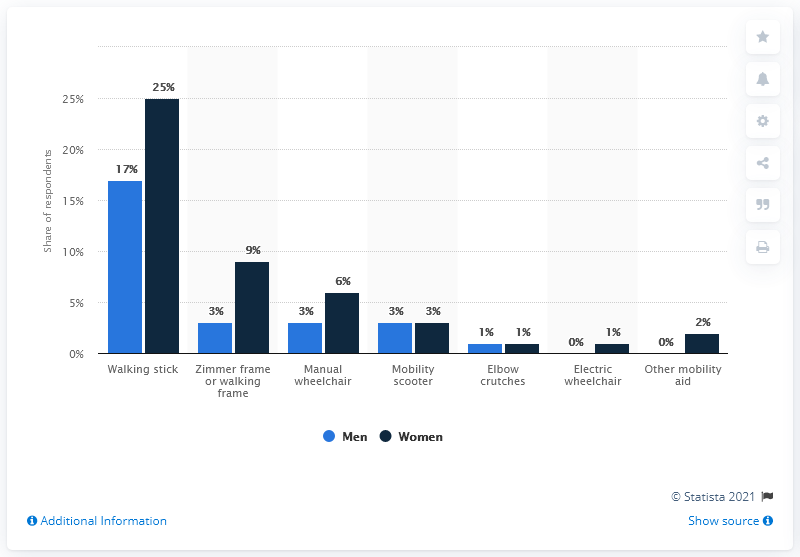 Share of respondents
25%
20%
15%
10%
5%
0%
17%
25%
3%
9%
3%
6%
3%
3%
1%
1%
0%
1%
0%
2%
Walking stick
Zimmer frame
or walking
frame
Manual
wheelchair
Mobility
scooter
Elbow
crutches
Electric
wheelchair
Other mobility
aid
Men
Women
© Statista 2021
Additional Information
Show source